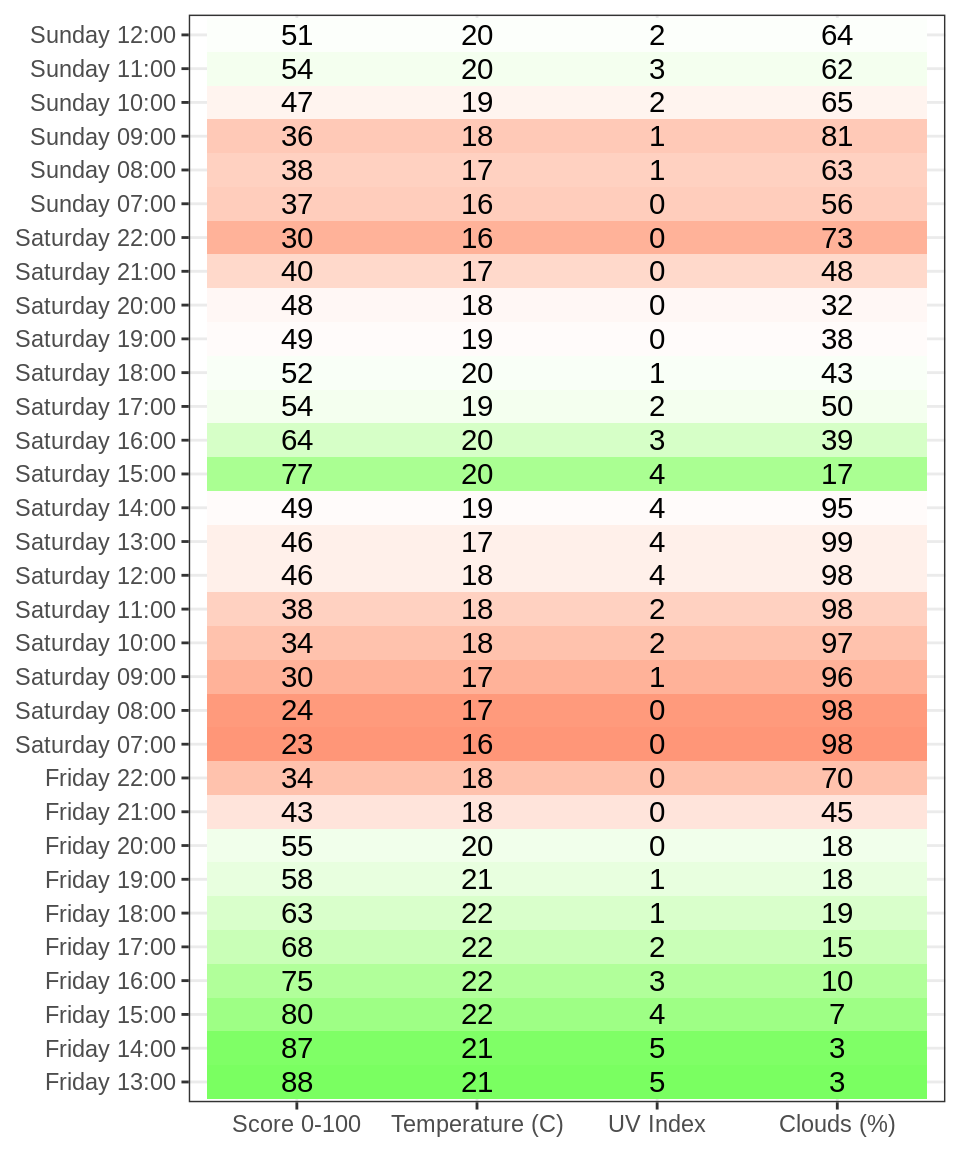 Sunday 12:00 51 20 2 64
Sunday 11:00 54 20 3 62
Sunday 10:00 47 19 2 65
Sunday 09:00 36 18 1 81
Sunday 08:00 38 17 1 63
Sunday 07:00 37 16 0 56
Saturday 22:00 30 16 0 73
Saturday 21:00 40 17 0 48
Saturday 20:00 48 18 0 32
Saturday 19:00 49 19 0 38
Saturday 18:00 52 20 1 43
Saturday 17:00 54 19 2 50
Saturday 16:00 64 20 3 39
Saturday 15:00 77 20 4 17
Saturday 14:00 49 19 4 95
Saturday 13:00 46 17 4 99
Saturday 12:00 46 18 4 98
Saturday 11:00 38 18 2 98
Saturday 10:00 34 18 2 97
Saturday 09:00 30 17 1 96
Saturday 08:00 24 17 0 98
Saturday 07:00 23 16 0 98
Friday 22:00 34 18 0 70
Friday 21:00 43 18 0 45
Friday 20:00 55 20 0 18
Friday 19:00 58 21 1 18
Friday 18:00 63 22 1 19
Friday 17:00 68 22 2 15
Friday 16:00 75 22 3 10
Friday 15:00 80 22 4 7
Friday 14:00 87 21 5 3
Friday 13:00 88 21 5 3
Score 0-100 Temperature (C) UV Index Clouds (%)